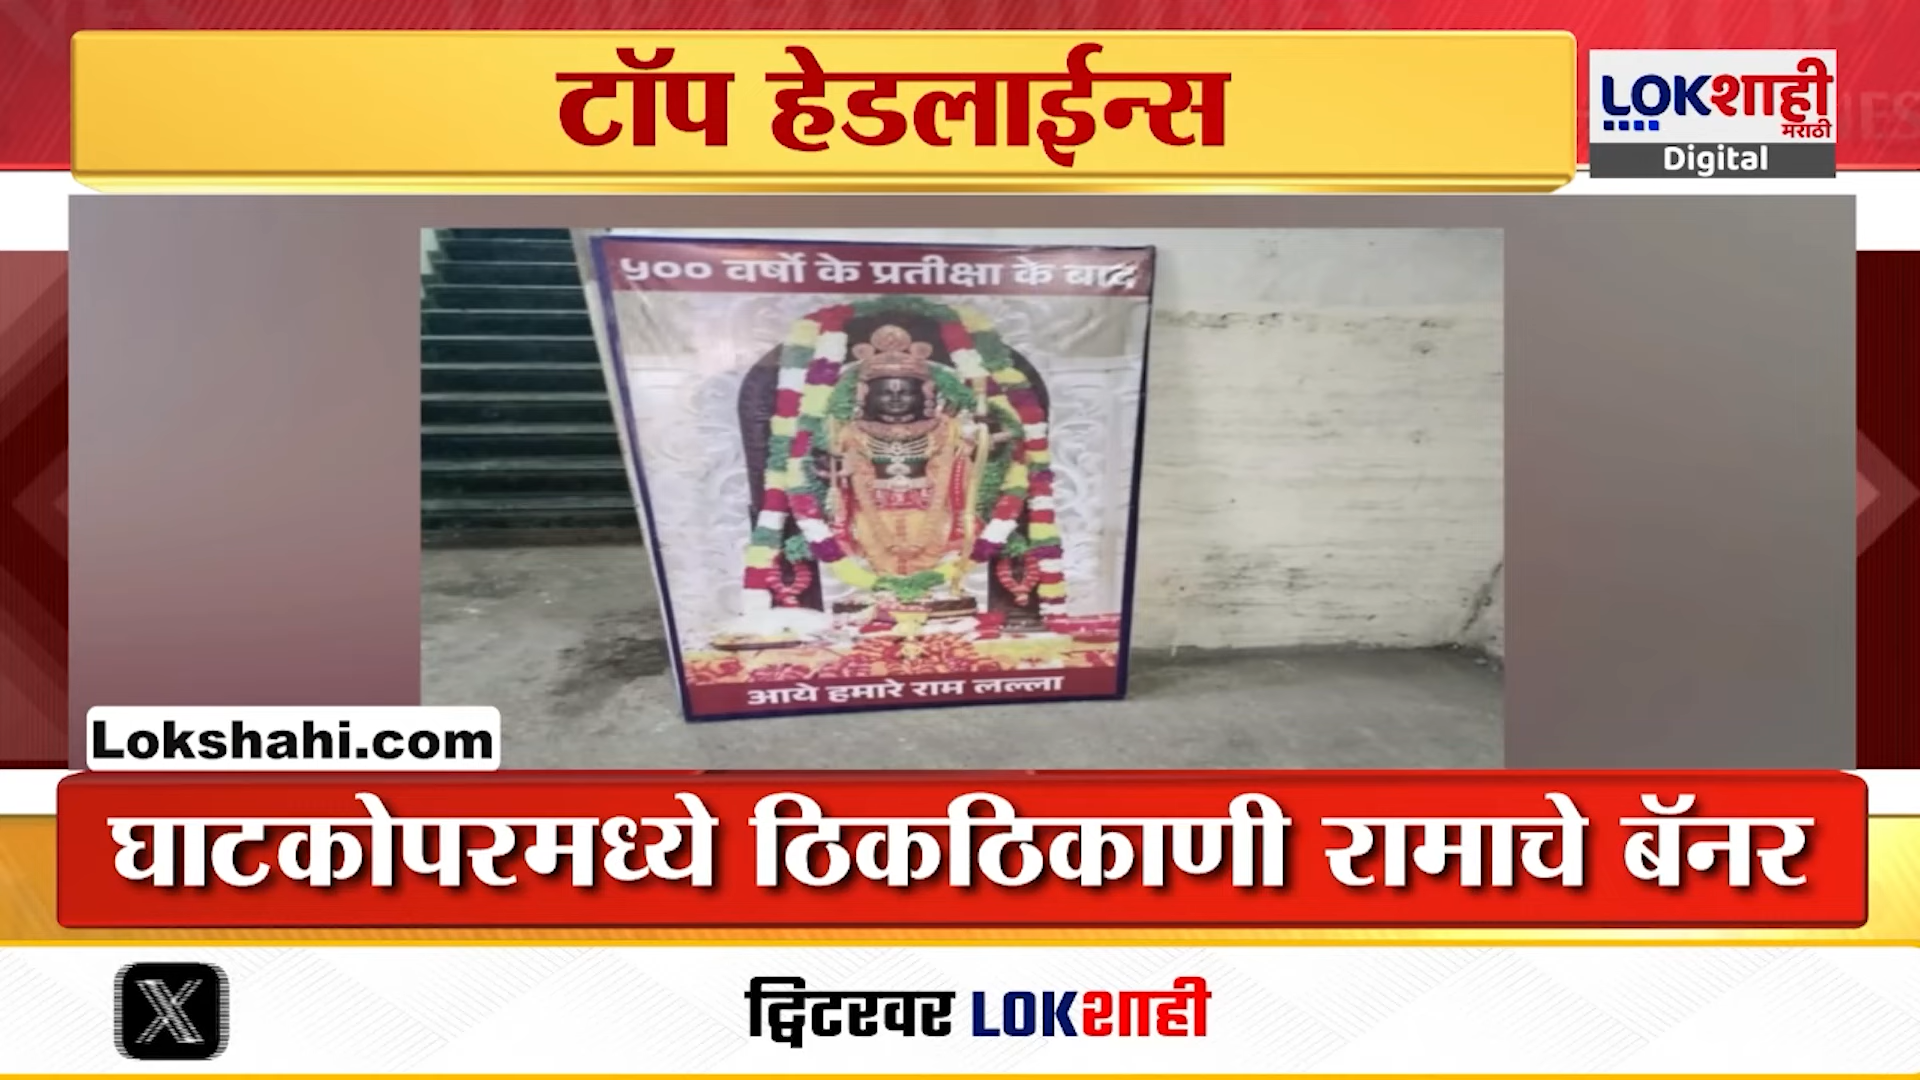 टॉप हेडलाईन्स
LOKशाही
मराठी
Digital
५०० वर्षो के प्रतीक्षा के बाद
आये हमारे राम लल्ला
Lokshahi.com
घाटकोपरमध्ये ठिकठिकाणी रामाचे बॅनर
X
ट्विटरवर LOKशाही